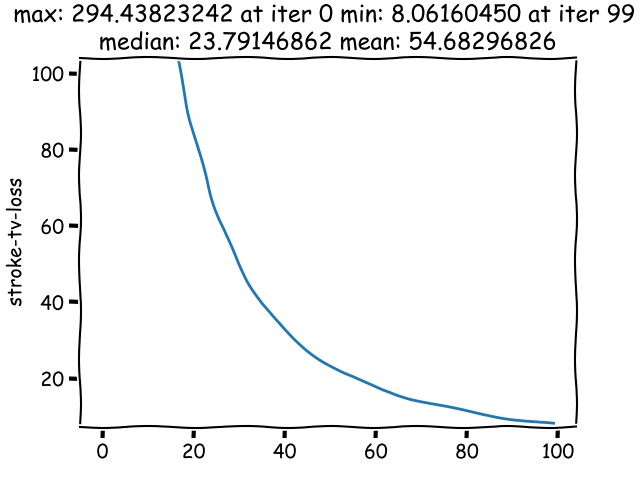 max: 294.43823242 at iter 0 min: 8.06160450 at iter 99
median: 23.79146862 mean: 54.68296826
100
80
60
40
20
stroke-tv-loss
0 20 40 60 80 100